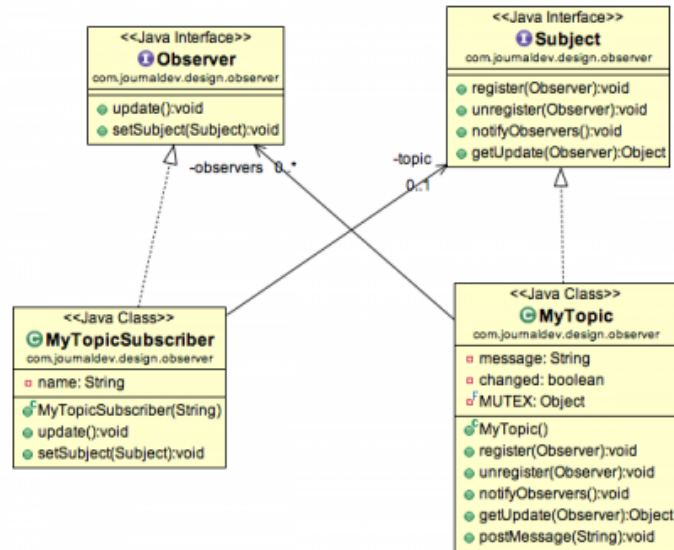 <<Java Interface>>
Observer
com.journaldev.design.observer
update():void
setSubject(Subject):void
<<Java Interface>>
Subject
com.journaldev.design.observer
register(Observer):void
unregister(Observer):void
notifyObservers():void
getUpdate(Observer):Object
-observers 0..*
-topic
0..1
<<Java Class>>
MyTopicSubscriber
com.journaldev.design.observer
name: String
MyTopicSubscriber(String)
update():void
setSubject(Subject):void
<<Java Class>>
MyTopic
com.journaldev.design.observer
message: String
changed: boolean
MUTEX: Object
MyTopic()
register(Observer):void
unregister(Observer):void
notifyObservers():void
getUpdate(Observer):Object
postMessage(String):void